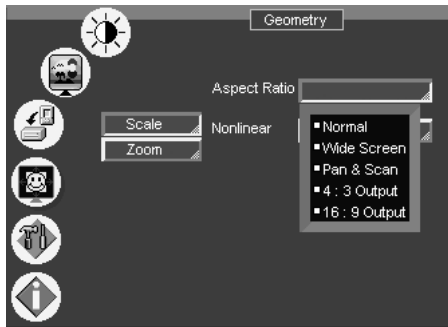 Geometry
Aspect Ratio
Scale
Nonlinear
Zoom
Normal
Wide Screen
Pan & Scan
4 : 3 Output
16 : 9 Output